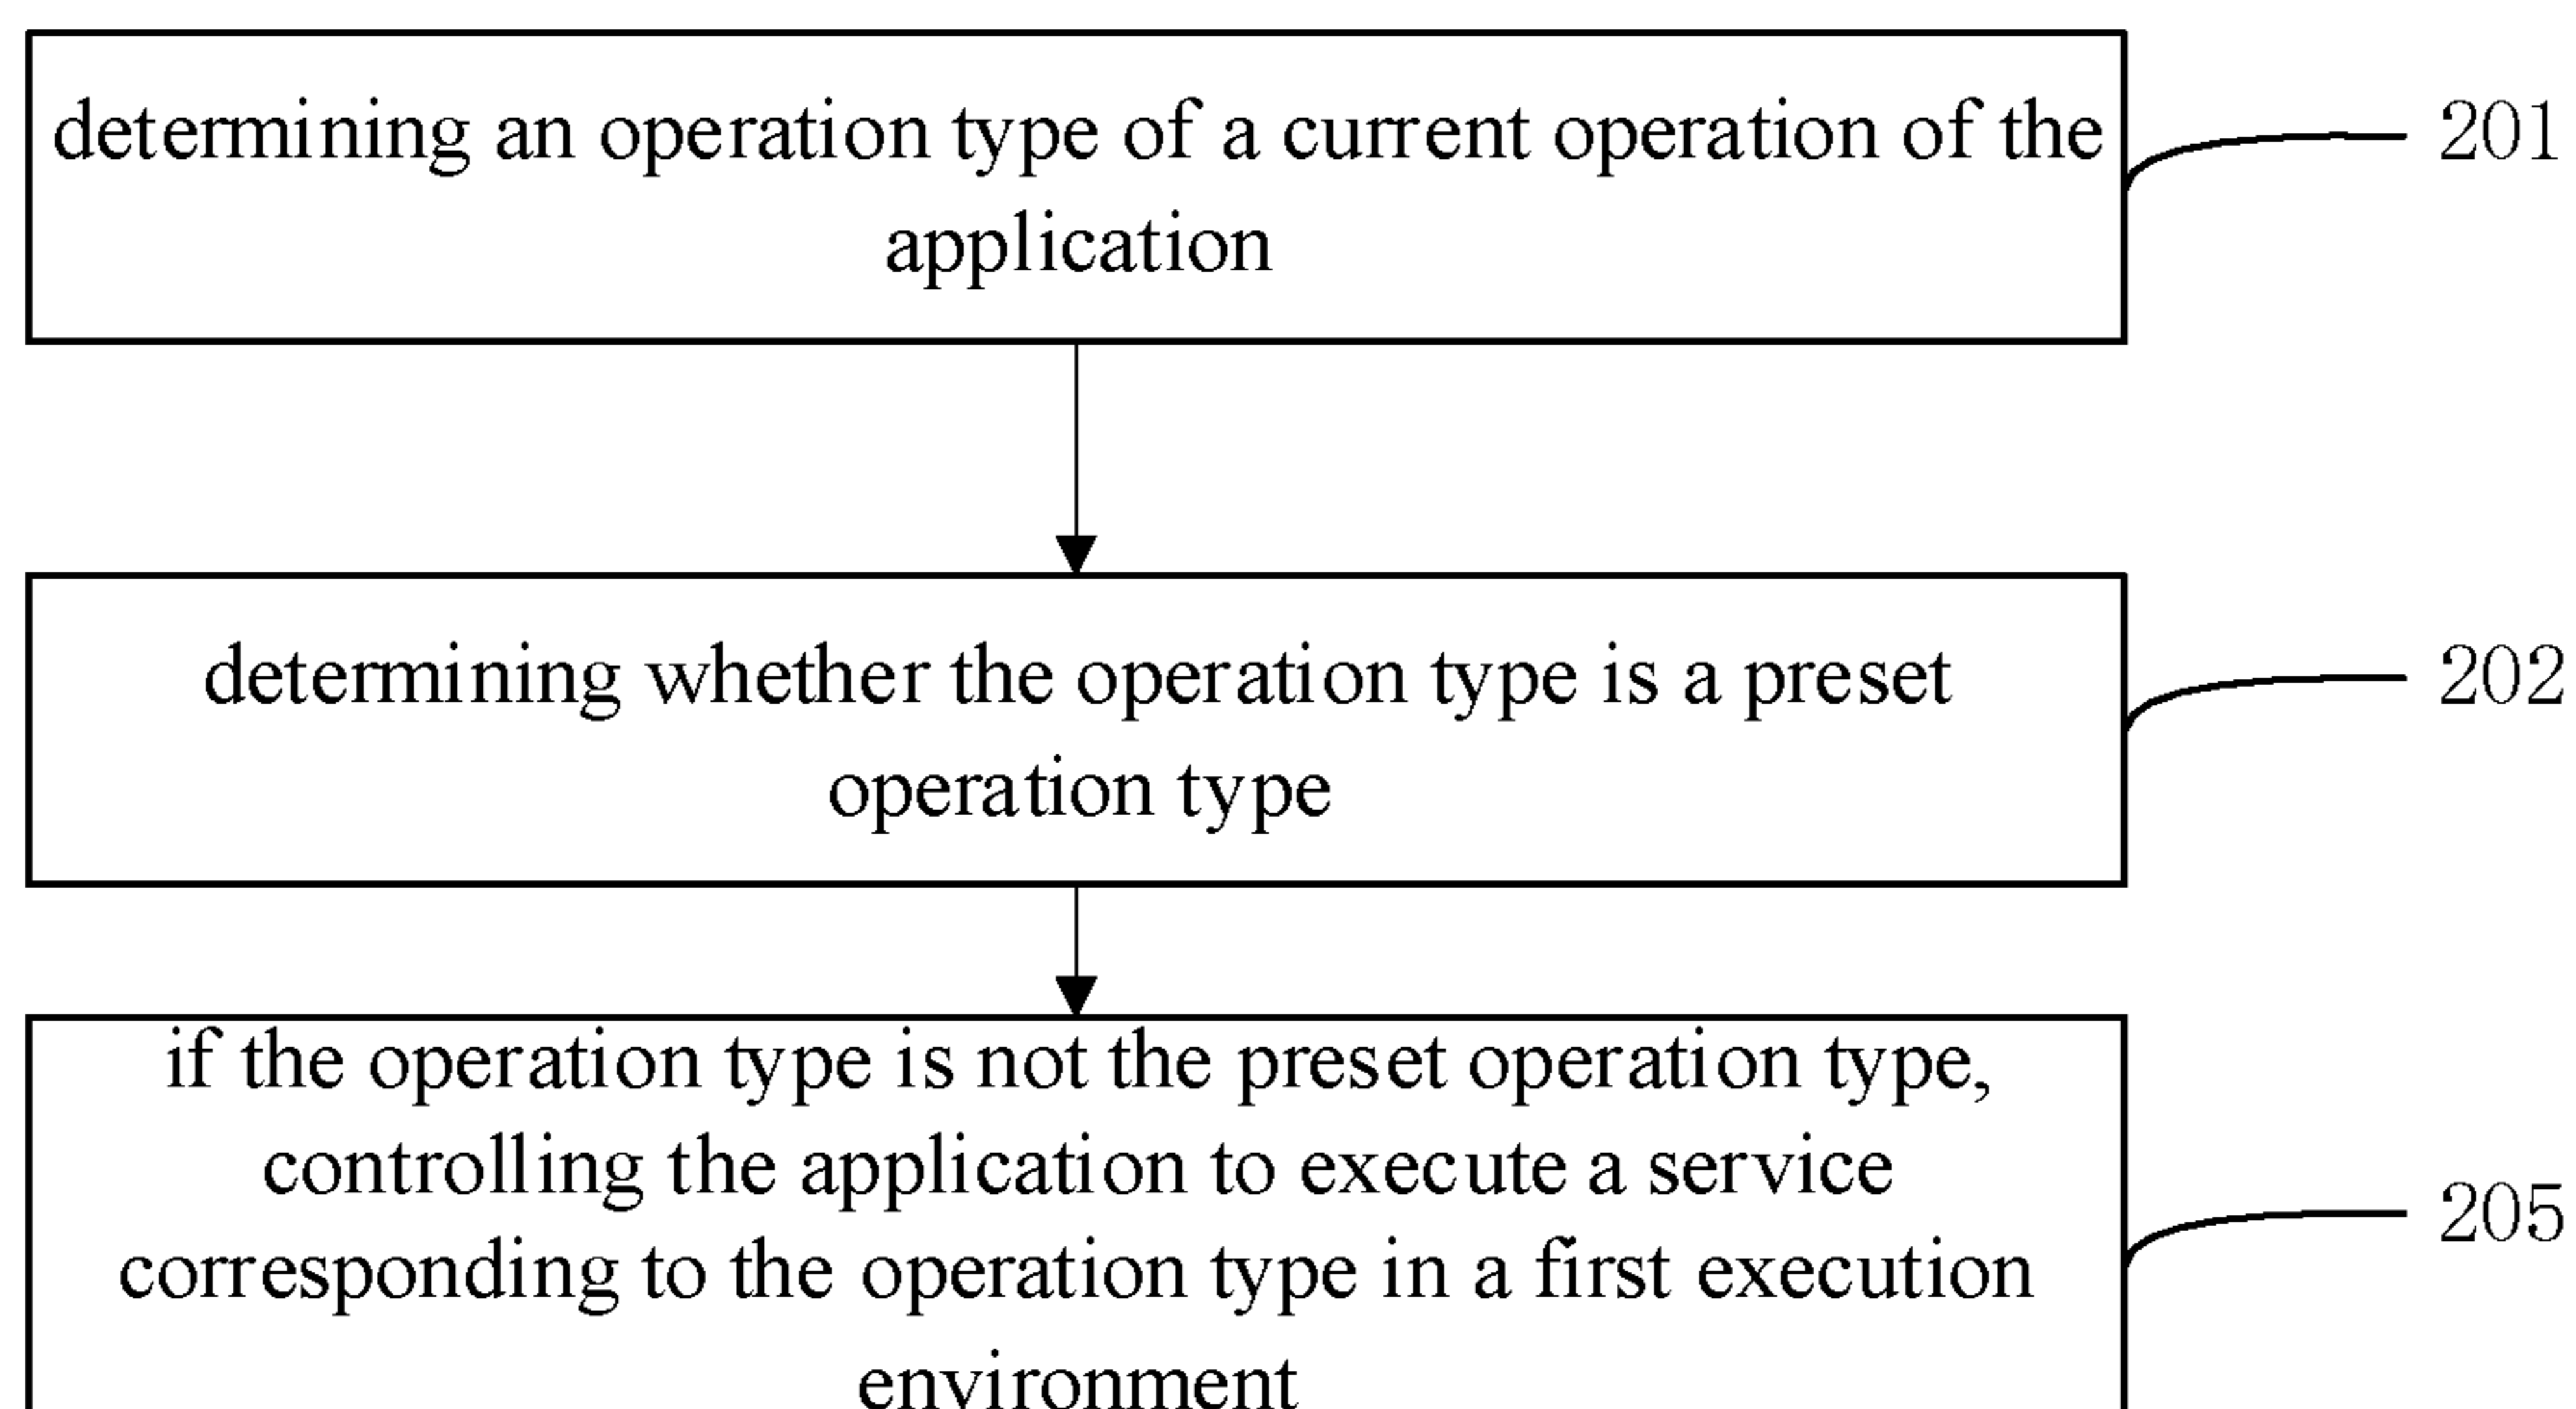 determining an operation type of a current operation of the
application
201
determining whether the operation type is a preset
operation type
202
if the operation type is not the preset operation type,
controlling the application to execute a service
corresponding to the operation type in a first execution
environment
205